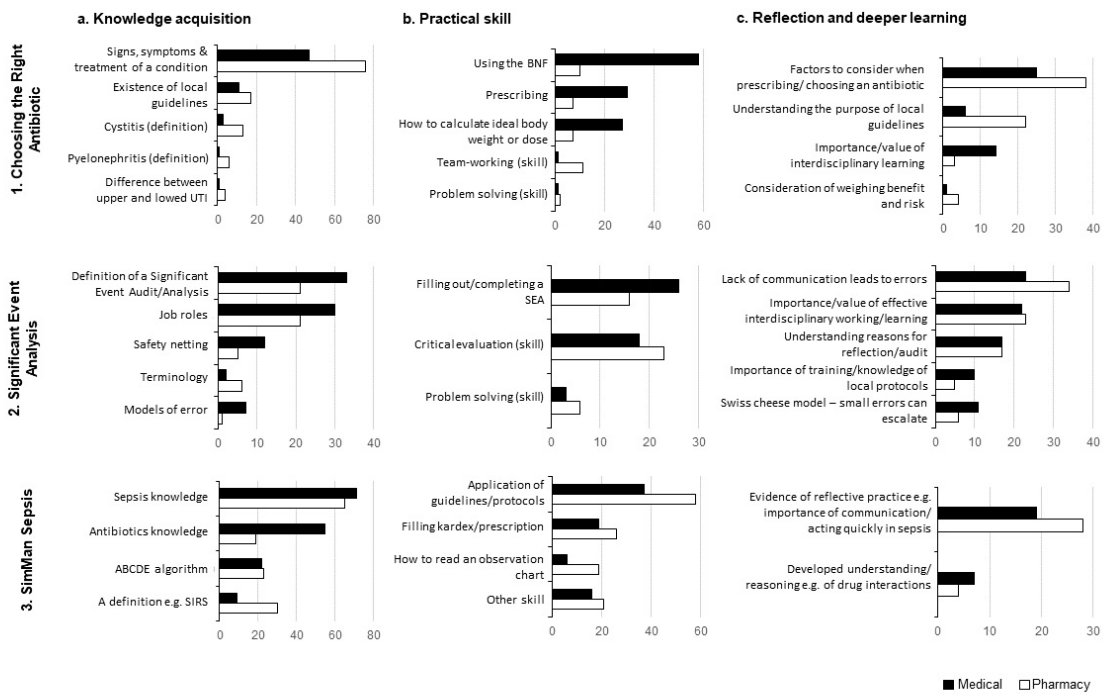 a. Knowledge acquisition
b. Practical skill
c. Reflection and deeper learning
1. Choosing the Right
Antibiotic
Signs, symptoms &
treatment of a condition
Existence of local
guidelines
Cystitis (definition)
Pyelonephritis (definition)
Difference between
upper and lowed UTI
0 20 40 60 80
Using the BNF
Prescribing
How to calculate ideal body
weight or dose
Team-working (skill)
Problem solving (skill)
0 20 40 60
Factors to consider when
prescribing/ choosing an antibiotic
Understanding the purpose of local
guidelines
Importance/value of
interdisciplinary learning
Consideration of weighing benefit
and risk
0 10 20 30 40
2. Significant Event
Analysis
Definition of a Significant
Event Audit/Analysis
Job roles
Safety netting
Terminology
Models of error
0 10 20 30 40
Filling out/completing a
SEA
Critical evaluation (skill)
Problem solving (skill)
0 10 20 30
Lack of communication leads to errors
Importance/value of effective
interdisciplinary working/learning
Understanding reasons for
reflection/audit
Importance of training/knowledge of
local protocols
Swiss cheese model – small errors can
escalate
0 10 20 30 40
3. SimMan Sepsis
Sepsis knowledge
Antibiotics knowledge
ABCDE algorithm
A definition e.g. SIRS
0 20 40 60 80
Application of
guidelines/protocols
Filling kardex/prescription
How to read an observation
chart
Other skill
0 20 40 60
Evidence of reflective practice e.g.
importance of communication/
acting quickly in sepsis
Developed understanding/
reasoning e.g. of drug interactions
0 10 20 30
Medical Pharmacy